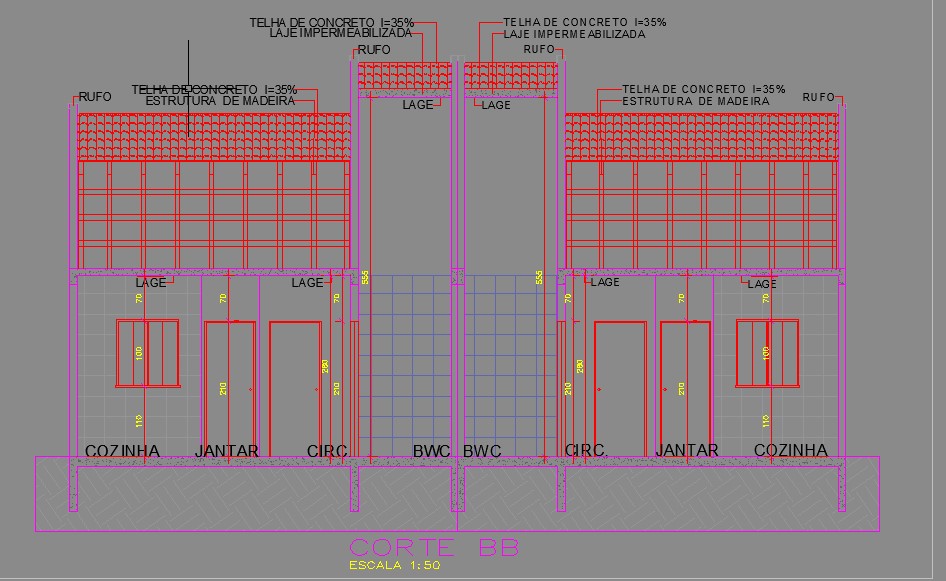 TELHA DE CONCRETO I=35%
LAJE IMPERMEABILIZADA
RUFO
TELHA DE CONCRETO I=35%
LAJE IMPERMEABILIZADA
RUFO
RUFO
TELHA DE CONCRETO I=35%
ESTRUTURA DE MADEIRA
LAGE
LAGE
TELHA DE CONCRETO I=35%
ESTRUTURA DE MADEIRA
RUFO
LAGE
LAGE
555
555
LAGE
LAGE
70
70
70
70
70
70
100
210
280
210
210
280
210
100
110
110
COZINHA
JANTAR
CIRC.
BWC
BWC
CIRC.
JANTAR
COZINHA
CORTE BB
ESCALA 1:50